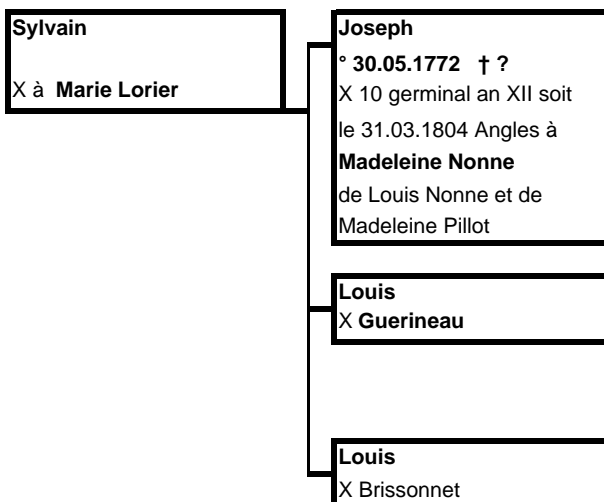 Sylvain
X à Marie Lorier
Joseph
° 30.05.1772 † ?
X 10 germinal an XII soit
le 31.03.1804 Angles à
Madeleine Nonne
de Louis Nonne et de
Madeleine Pillot
Louis
X Guerineau
Louis
X Brissonnet